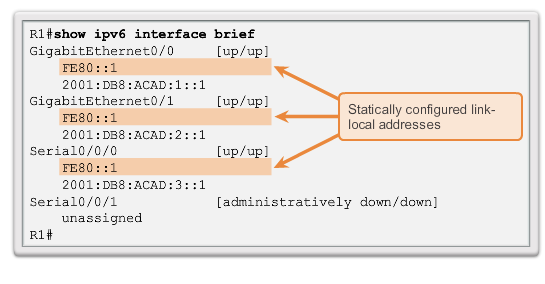 R1#show ipv6 interface brief
GigabitEthernet0/0 [up/up]
FE80::1
2001:DB8:ACAD:1::1
GigabitEthernet0/1 [up/up]
FE80::1
2001:DB8:ACAD:2::1
Serial0/0/0 [up/up]
FE80::1
2001:DB8:ACAD:3::1
Serial0/0/1 [administratively down/down]
unassigned
R1#
Statically configured link-
local addresses